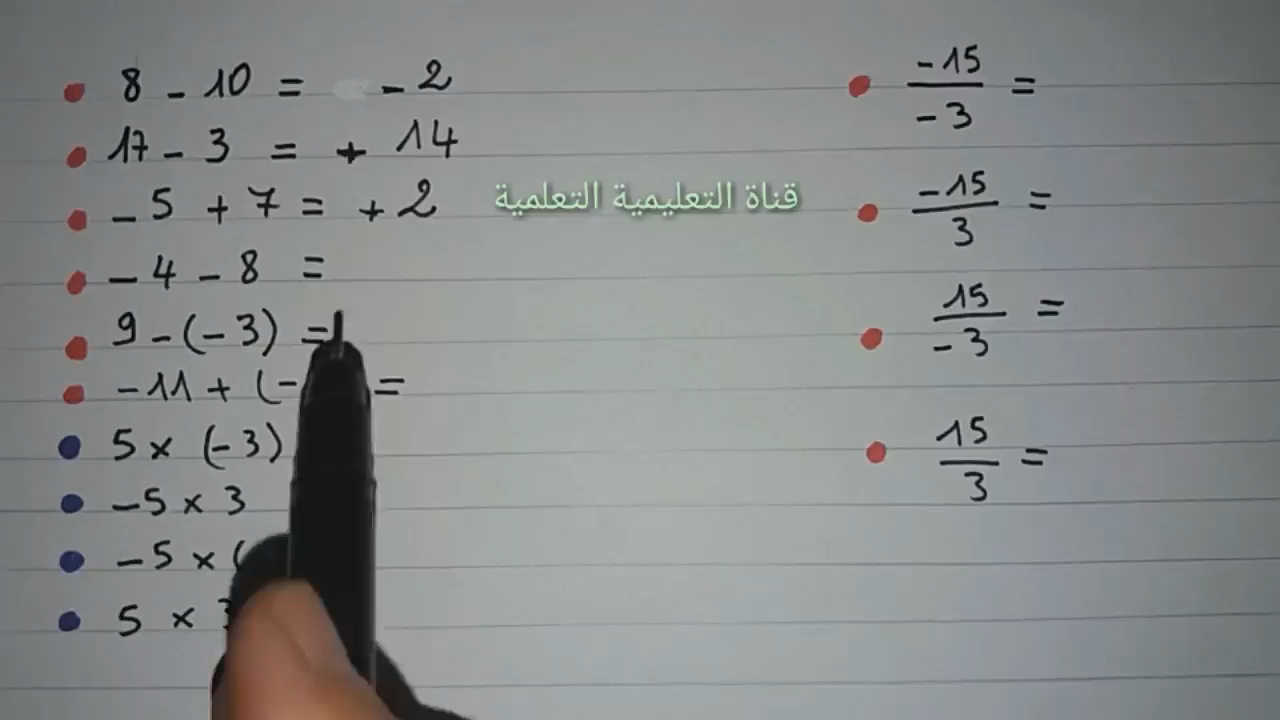 8 - 10 = - 2
17 - 3 = + 14
- 5 + 7 = + 2
- 4 - 8 =
9 - (- 3) =
- 11 + (- =
5 × (- 3)
- 5 × 3
- 5 × (
5 ×
قناة التعليمية التعلمية
-15/-3 =
-15/3 =
15/-3 =
15/3 =